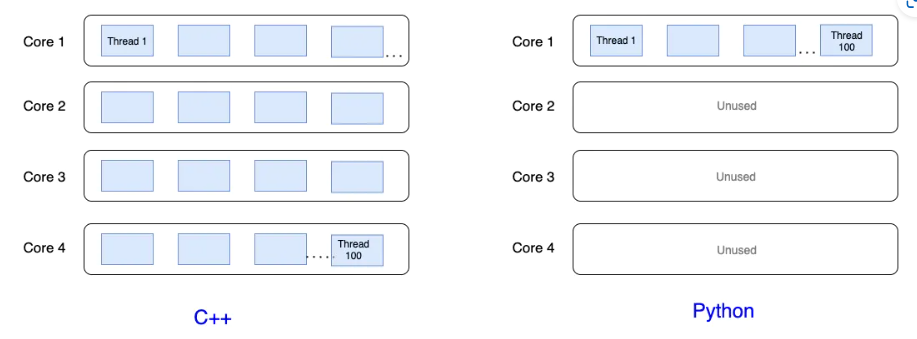 Core 1
Thread 1
...
Core 2
Core 3
Core 4
.....
Thread
100
C++
Core 1
Thread 1
...
Thread
100
Core 2
Unused
Core 3
Unused
Core 4
Unused
Python